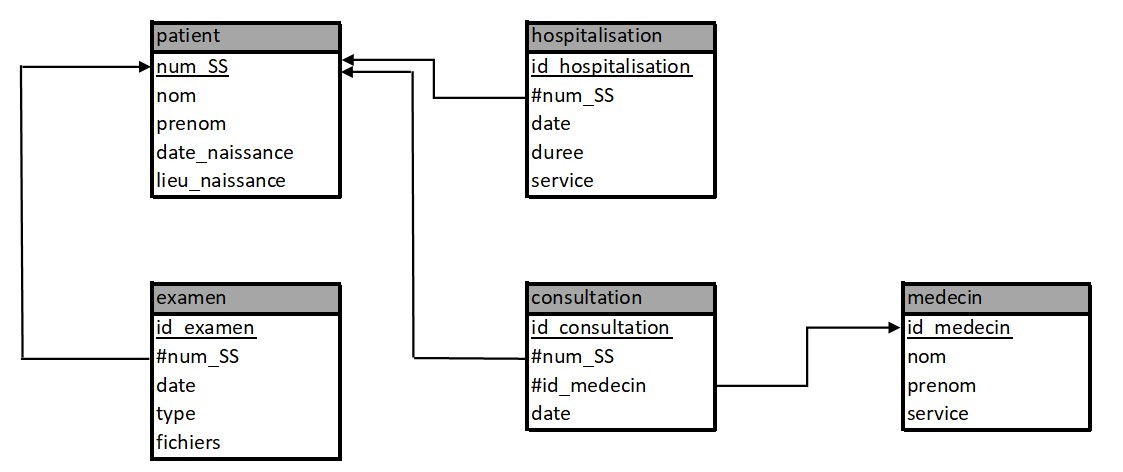 patient
num_SS
nom
prenom
date_naissance
lieu_naissance
hospitalisation
id_hospitalisation
#num_SS
date
duree
service
examen
id_examen
#num_SS
date
type
fichiers
consultation
id_consultation
#num_SS
#id_medecin
date
medecin
id_medecin
nom
prenom
service